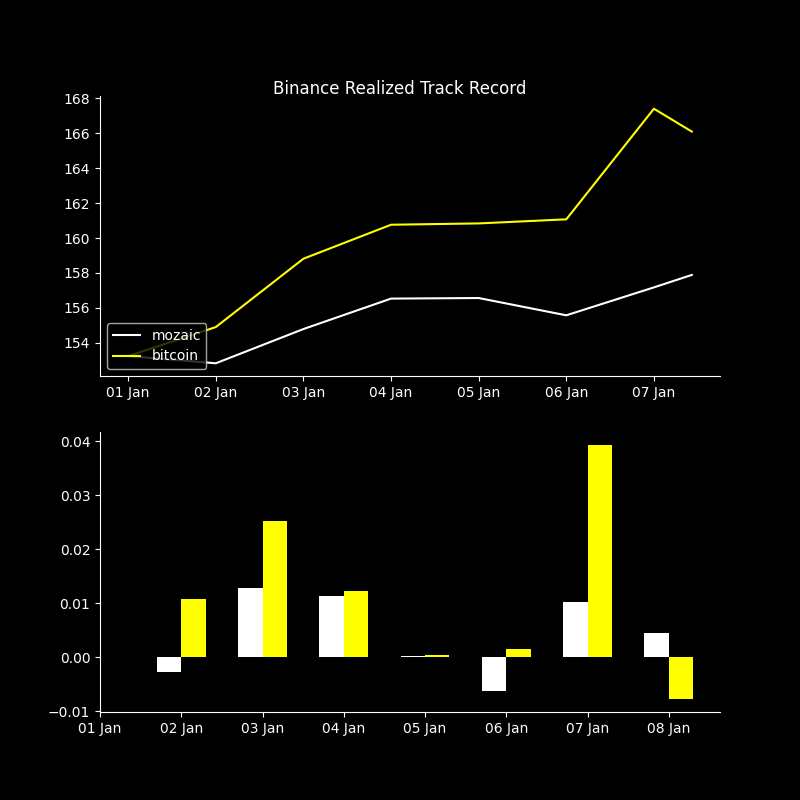 Binance Realized Track Record
168
166
164
162
160
158
156
154
mozaic
bitcoin
01 Jan 02 Jan 03 Jan 04 Jan 05 Jan 06 Jan 07 Jan
0.04
0.03
0.02
0.01
0.00
−0.01
01 Jan 02 Jan 03 Jan 04 Jan 05 Jan 06 Jan 07 Jan 08 Jan